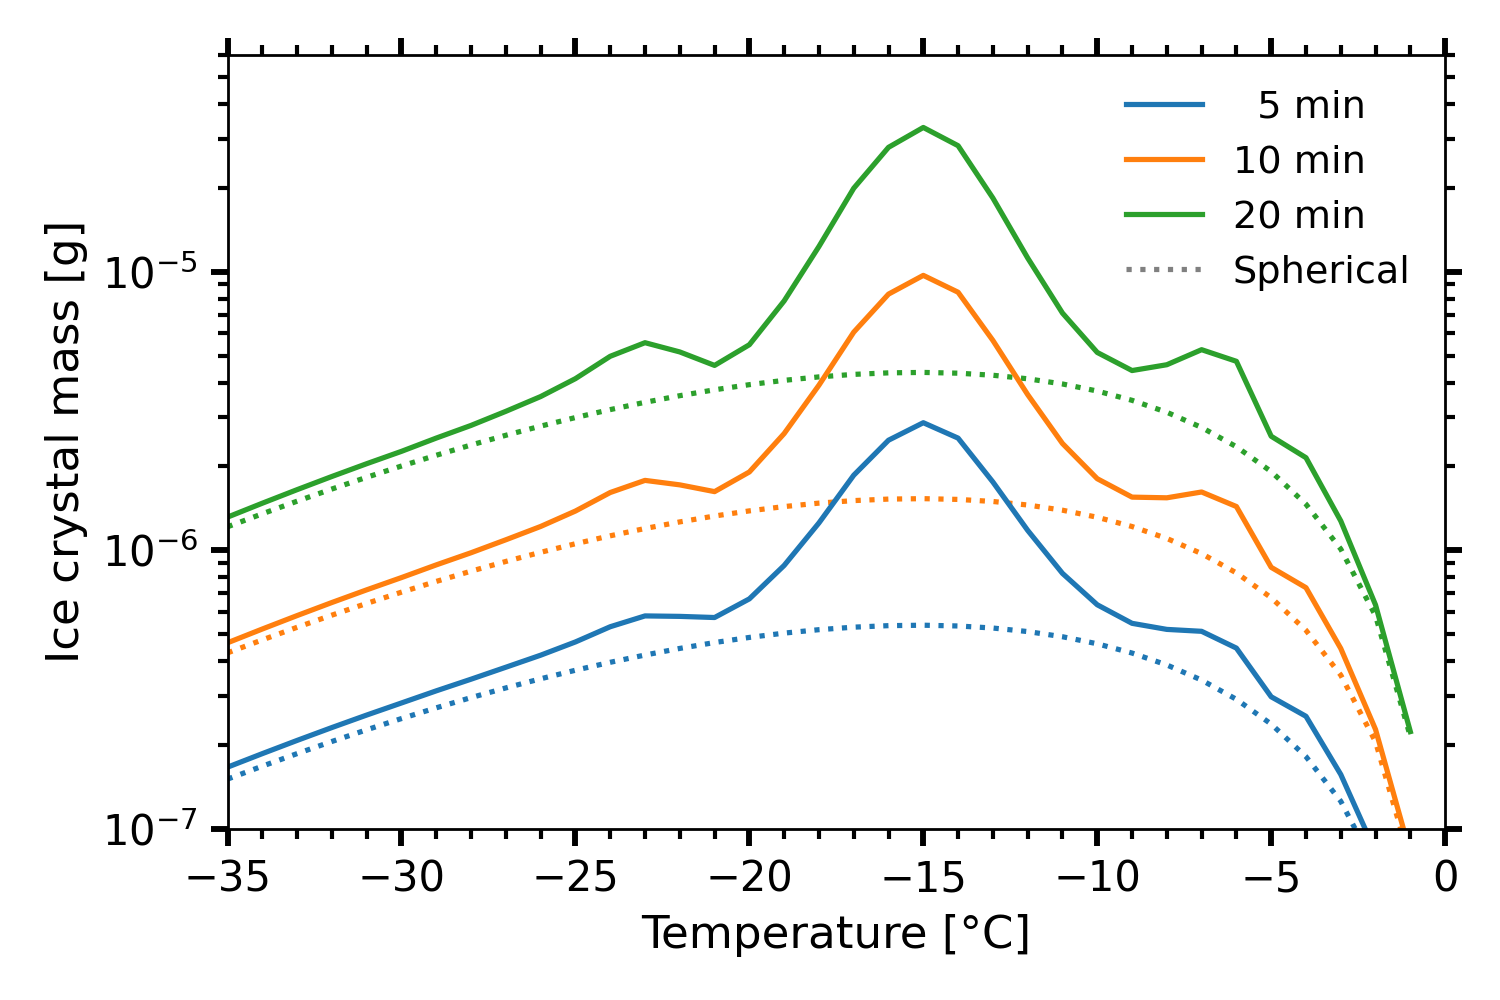 5 min
10 min
20 min
Spherical
Ice crystal mass [g]
10⁻⁵
10⁻⁶
10⁻⁷
−35
−30
−25
−20
−15
−10
−5
0
Temperature [°C]